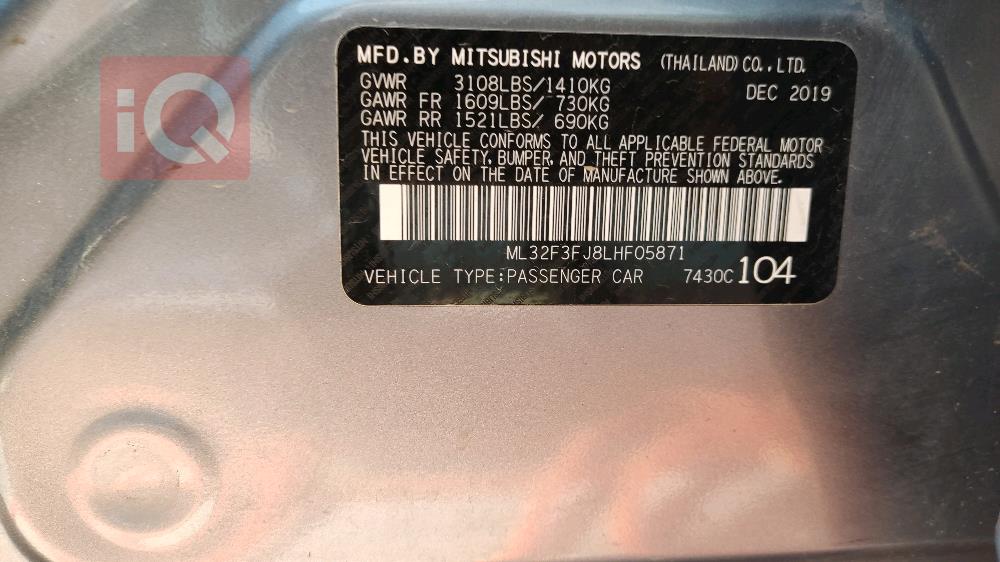 iQ
MFD.BY MITSUBISHI MOTORS (THAILAND) CO., LTD.
GVWR 3108LBS/1410KG DEC 2019
GAWR FR 1609LBS/ 730KG
GAWR RR 1521LBS/ 690KG
THIS VEHICLE CONFORMS TO ALL APPLICABLE FEDERAL MOTOR
VEHICLE SAFETY, BUMPER, AND THEFT PREVENTION STANDARDS
IN EFFECT ON THE DATE OF MANUFACTURE SHOWN ABOVE.
ML32F3FJ8LHF05871
VEHICLE TYPE:PASSENGER CAR 7430C 104